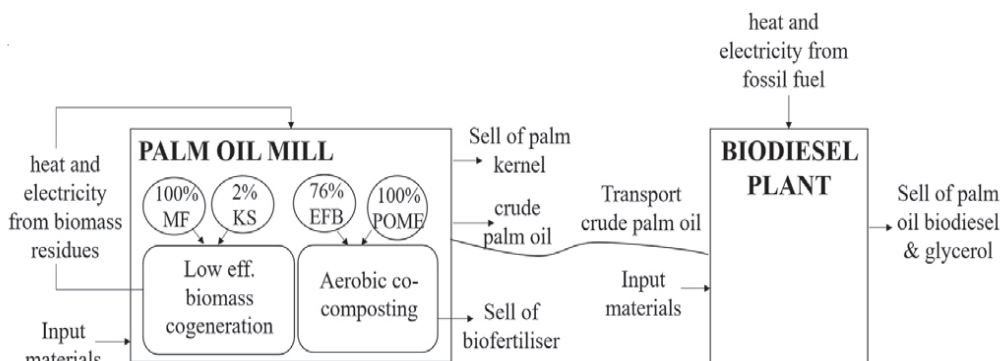 heat and
electricity from
fossil fuel
PALM OIL MILL
BIODIESEL
PLANT
Sell of palm
kernel
heat and
electricity
from biomass
residues
100%
MF
2%
KS
76%
EFB
100%
POME
crude
palm oil
Transport
crude palm oil
Sell of palm
oil biodiesel
& glycerol
Low eff.
biomass
cogeneration
Aerobic co-
composting
Input
materials
Sell of
biofertiliser
Input
materials